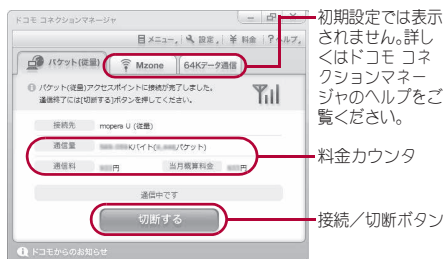 ドコモ コネクションマネージャ
メニュー 設定 ¥ 料金 ? ヘルプ
パケット(従量) Mzone 64Kデータ通信
パケット(従量)アクセスポイントに接続が完了しました。
通信終了には[切断する]ボタンを押してください。
接続先 mopera U (従量)
通信量 Kバイト( パケット)
通信料 円 当月概算料金 円
通信中です
切断する
ドコモからのお知らせ
初期設定では表示
されません。詳し
くはドコモ コネ
クションマネー
ジャのヘルプをご
覧ください。
料金カウンタ
接続／切断ボタン